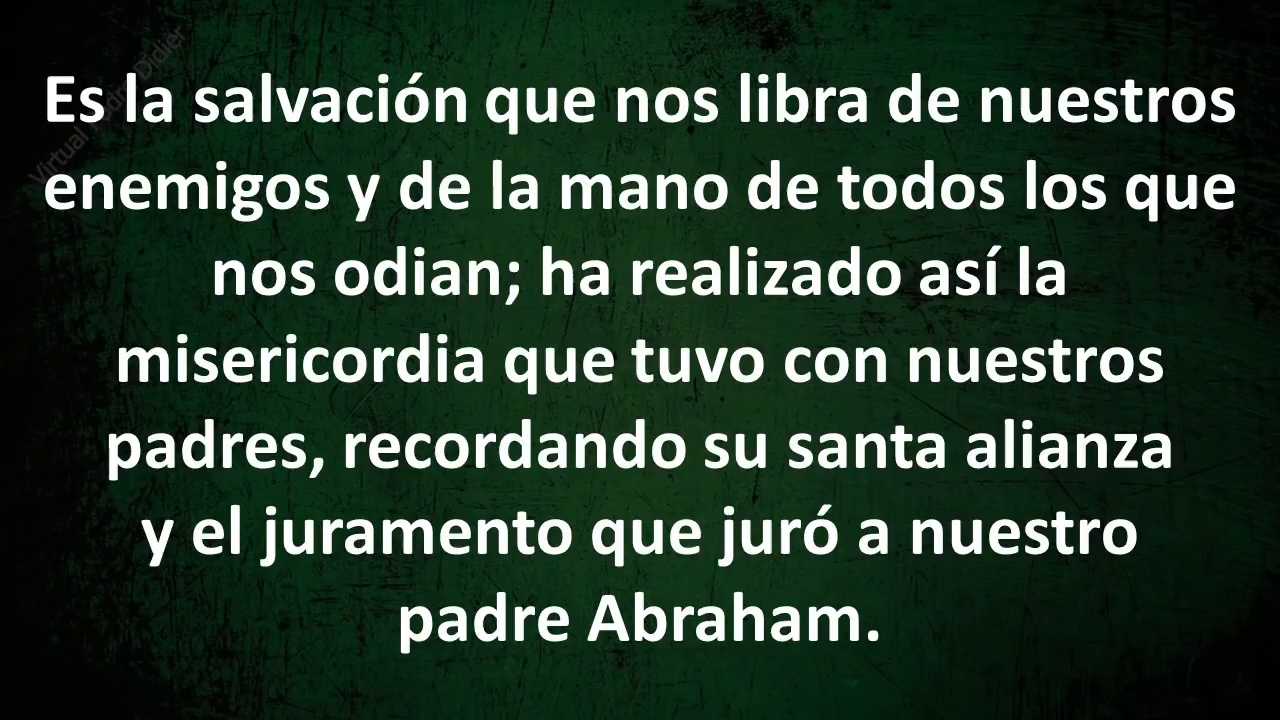 Es la salvación que nos libra de nuestros
enemigos y de la mano de todos los que
nos odian; ha realizado así la
misericordia que tuvo con nuestros
padres, recordando su santa alianza
y el juramento que juró a nuestro
padre Abraham.
Virtual Didier